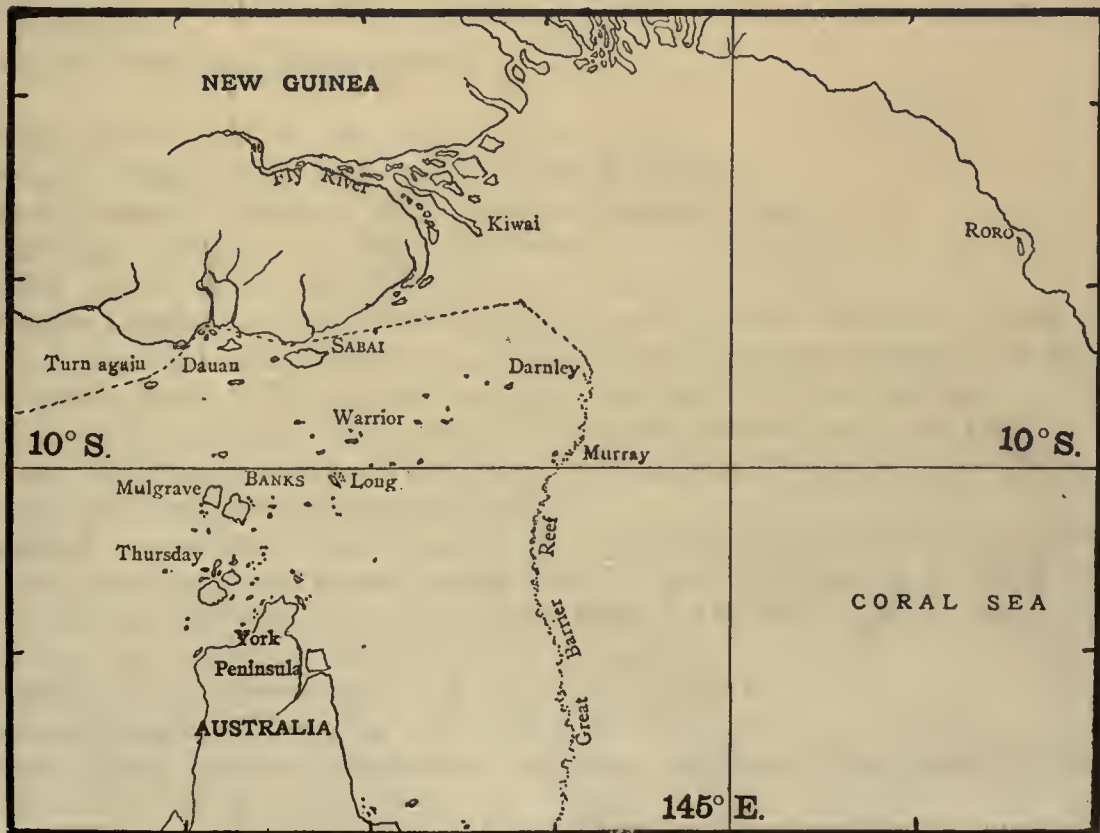 NEW GUINEA
Fly River
Kiwai
RORO
SABAI
Turn again
Dauan
Darnley
Warrior
10° S.
10° S.
Murray
Mulgrave
BANKS
Long
Reef
Thursday
CORAL SEA
Barrier
York
Peninsula
Great
AUSTRALIA
145° E.